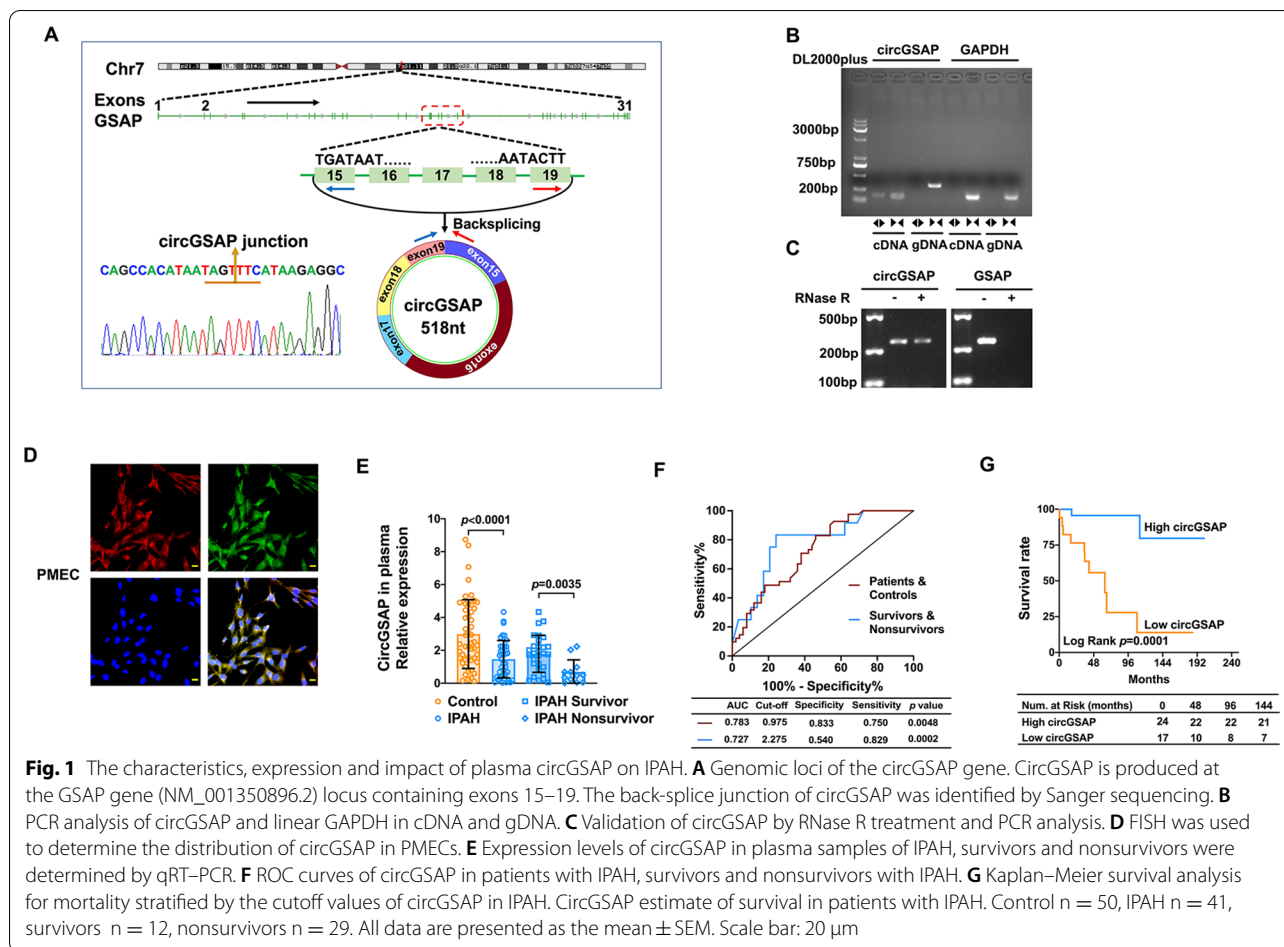 A
Chr7
Exons
GSAP
1
2
31
TGATAAT......
......AATACTT
15
16
17
18
19
Backsplicing
circGSAP junction
CAGCCACATAATAGTTTCATAAGAGGC
exon19
exon15
exon18
exon17
exon16
circGSAP
518nt
B
circGSAP GAPDH
DL2000plus
3000bp
750bp
200bp
cDNA gDNA cDNA gDNA
C
circGSAP GSAP
RNase R - + - +
500bp
200bp
100bp
D
PMEC
E
CircGSAP in plasma
Relative expression
10
8
6
4
2
0
p<0.0001
p=0.0035
Control
IPAH
IPAH Survivor
IPAH Nonsurvivor
F
Sensitivity%
100
80
60
40
20
0
Patients &
Controls
Survivors &
Nonsurvivors
0 20 40 60 80 100
100% - Specificity%
AUC Cut-off Specificity Sensitivity p value
0.783 0.975 0.833 0.750 0.0048
0.727 2.275 0.540 0.829 0.0002
G
Survival rate
100
75
50
25
0
High circGSAP
Low circGSAP
Log Rank p=0.0001
0 48 96 144 192 240
Months
Num. at Risk (months) 0 48 96 144
High circGSAP 24 22 22 21
Low circGSAP 17 10 8 7
Fig. 1 The characteristics, expression and impact of plasma circGSAP on IPAH. A Genomic loci of the circGSAP gene. CircGSAP is produced at
the GSAP gene (NM_001350896.2) locus containing exons 15–19. The back-splice junction of circGSAP was identified by Sanger sequencing. B
PCR analysis of circGSAP and linear GAPDH in cDNA and gDNA. C Validation of circGSAP by RNase R treatment and PCR analysis. D FISH was used
to determine the distribution of circGSAP in PMECs. E Expression levels of circGSAP in plasma samples of IPAH, survivors and nonsurvivors were
determined by qRT–PCR. F ROC curves of circGSAP in patients with IPAH, survivors and nonsurvivors with IPAH. G Kaplan–Meier survival analysis
for mortality stratified by the cutoff values of circGSAP in IPAH. CircGSAP estimate of survival in patients with IPAH. Control n = 50, IPAH n = 41,
survivors n = 12, nonsurvivors n = 29. All data are presented as the mean ± SEM. Scale bar: 20 μm